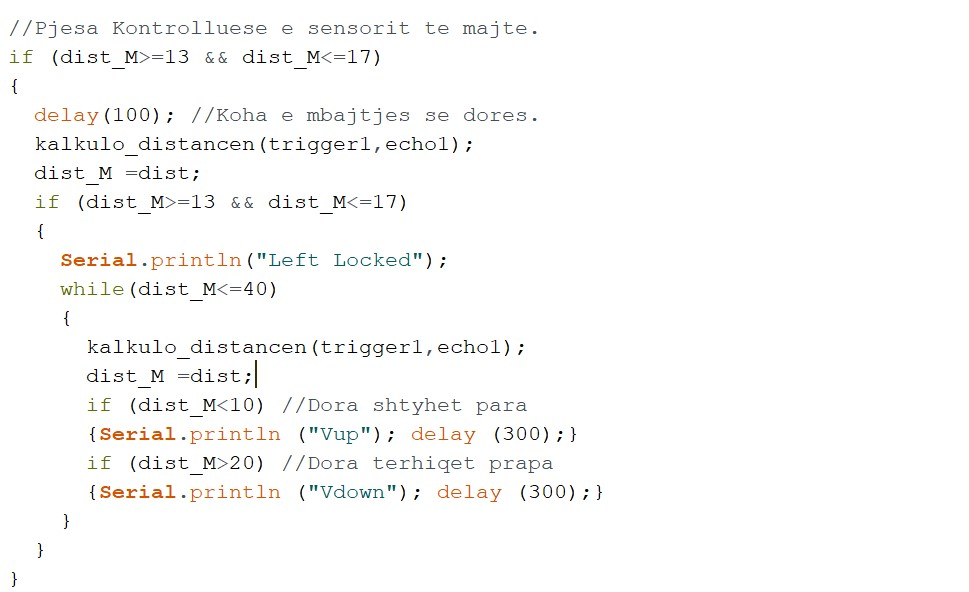 //Pjesa Kontrolluese e sensorit te majte.
if (dist_M>=13 && dist_M<=17)
{
delay(100); //Koha e mbajtjes se dores.
kalkulo_distancen(trigger1,echo1);
dist_M =dist;
if (dist_M>=13 && dist_M<=17)
{
Serial.println("Left Locked");
while(dist_M<=40)
{
kalkulo_distancen(trigger1,echo1);
dist_M =dist;
if (dist_M<10) //Dora shtyhet para
{Serial.println ("Vup"); delay (300);}
if (dist_M>20) //Dora terhiqet prapa
{Serial.println ("Vdown"); delay (300);}
}
}
}